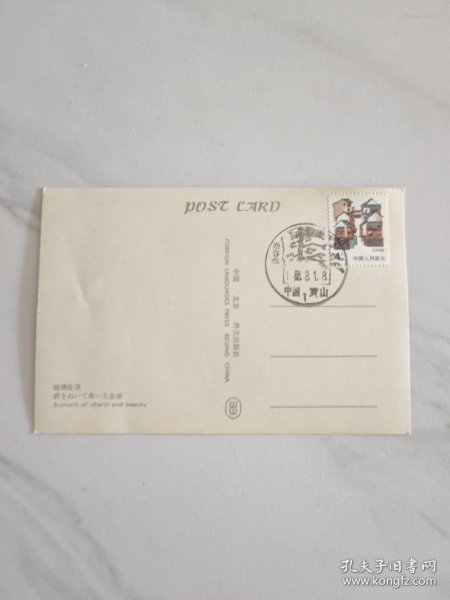 POST CARD
4
中国人民邮政
中国 黄山
中国 北京 外文出版社
FOREIGN LANGUAGES PRESS BEIJING CHINA
Summit of charm and beauty
孔夫子旧书网
www.kongfz.com